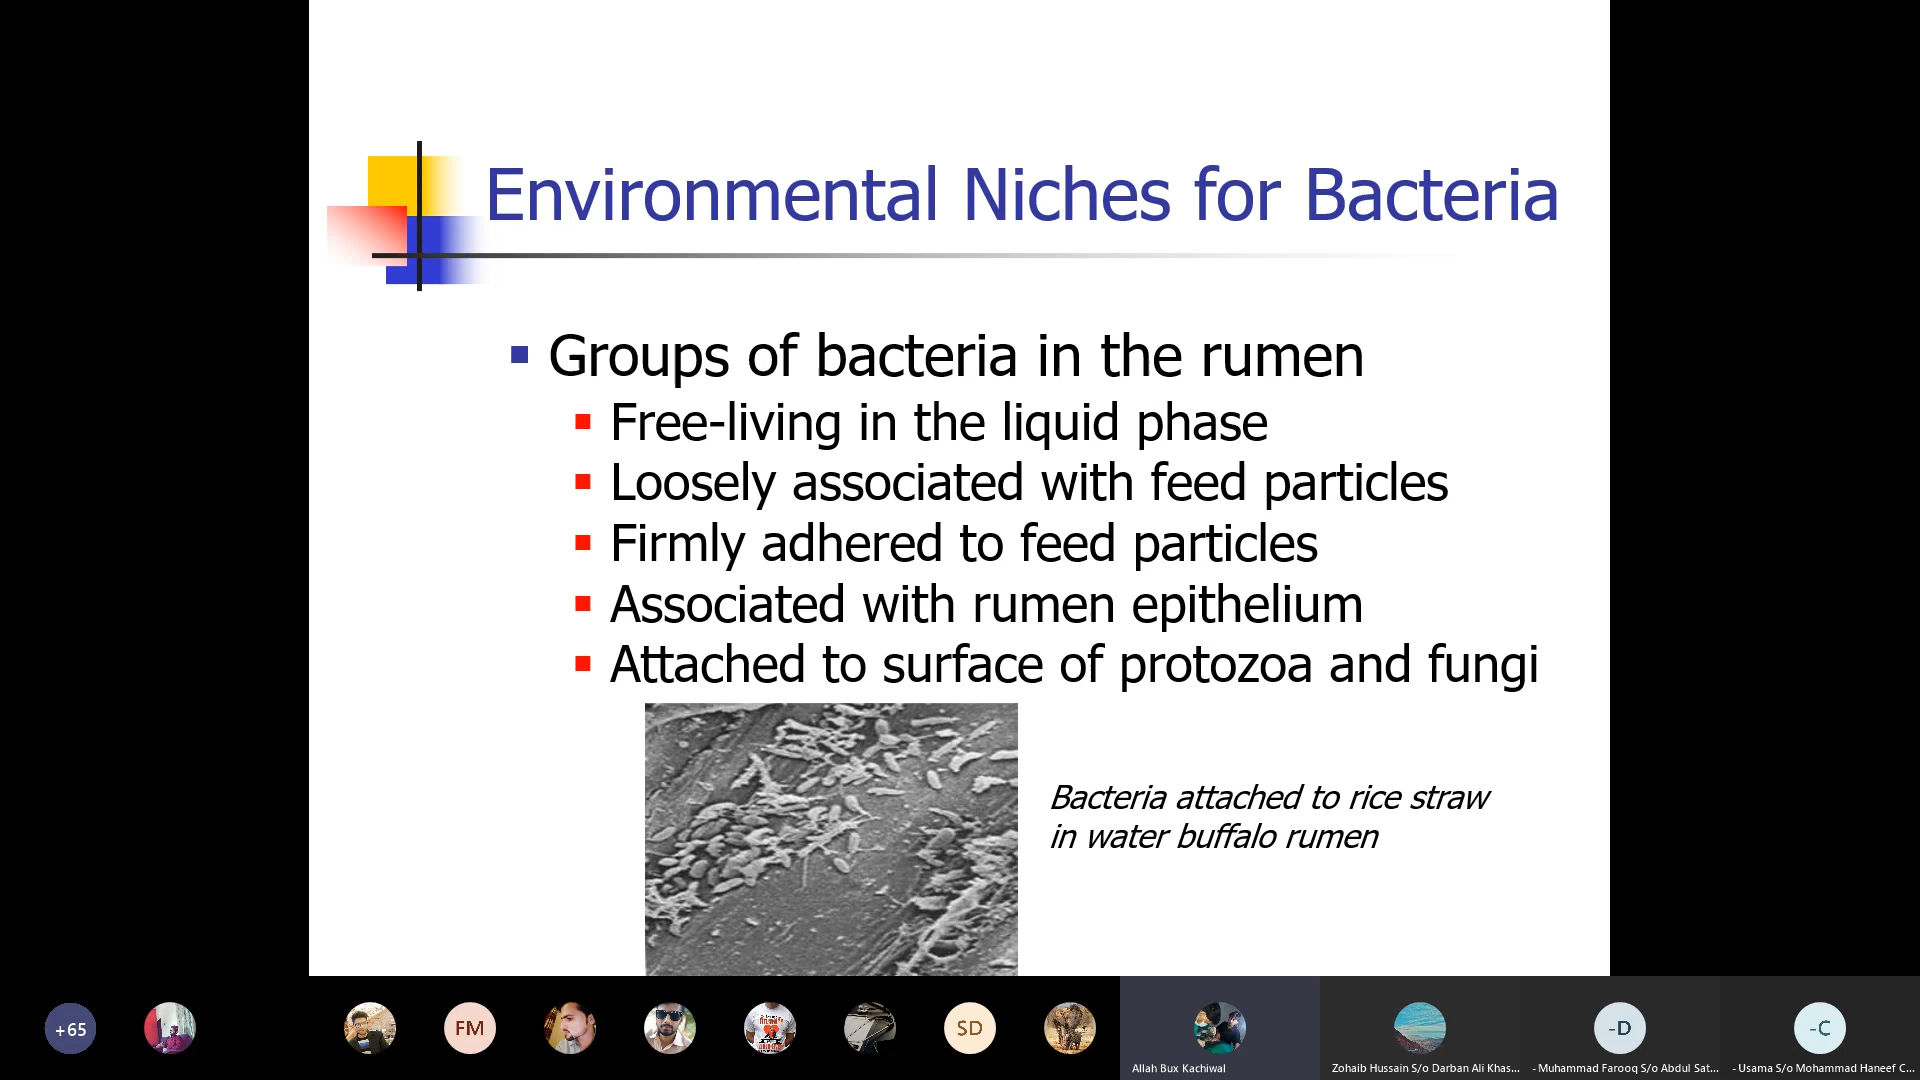 Environmental Niches for Bacteria
Groups of bacteria in the rumen
Free-living in the liquid phase
Loosely associated with feed particles
Firmly adhered to feed particles
Associated with rumen epithelium
Attached to surface of protozoa and fungi
Bacteria attached to rice straw
in water buffalo rumen
+65
FM
SD
-D
-C
Allah Bux Kachiwal
Zohaib Hussain S/o Darban Ali Khas...
- Muhammad Farooq S/o Abdul Sat...
- Usama S/o Mohammad Haneef C...